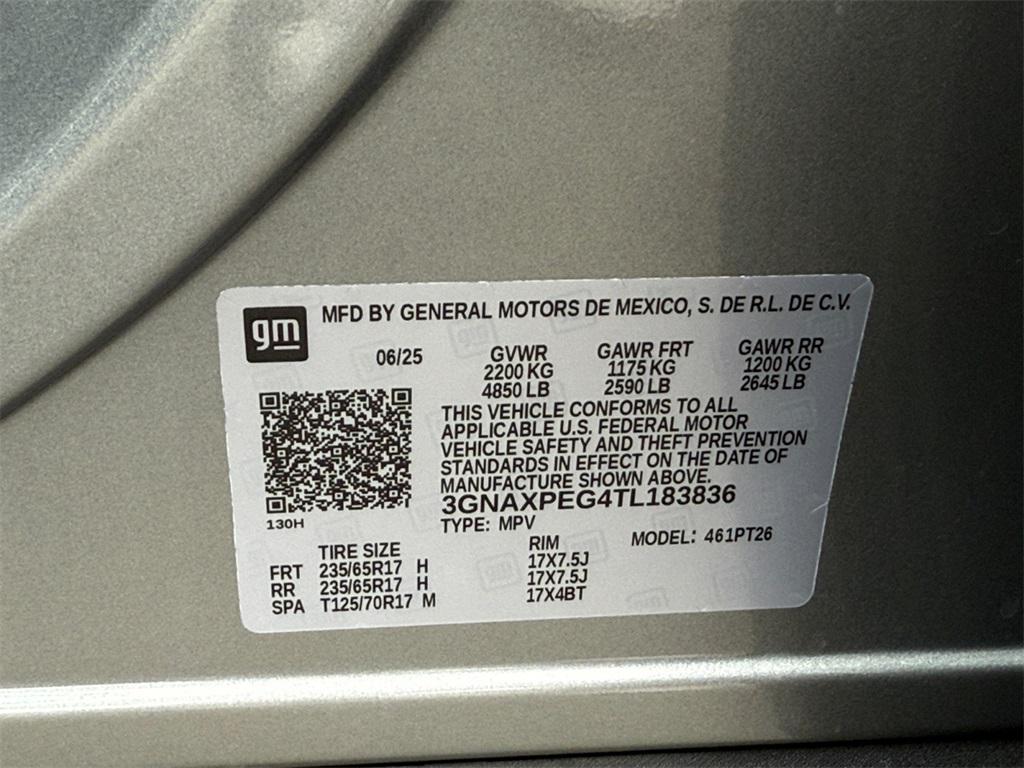 gm
MFD BY GENERAL MOTORS DE MEXICO, S. DE R.L. DE C.V.
06/25
GVWR GAWR FRT GAWR RR
2200 KG 1175 KG 1200 KG
4850 LB 2590 LB 2645 LB
THIS VEHICLE CONFORMS TO ALL
APPLICABLE U.S. FEDERAL MOTOR
VEHICLE SAFETY AND THEFT PREVENTION
STANDARDS IN EFFECT ON THE DATE OF
MANUFACTURE SHOWN ABOVE.
3GNAXPEG4TL183836
130H
TYPE: MPV MODEL: 461PT26
TIRE SIZE RIM
FRT 235/65R17 H 17X7.5J
RR 235/65R17 H 17X7.5J
SPA T125/70R17 M 17X4BT